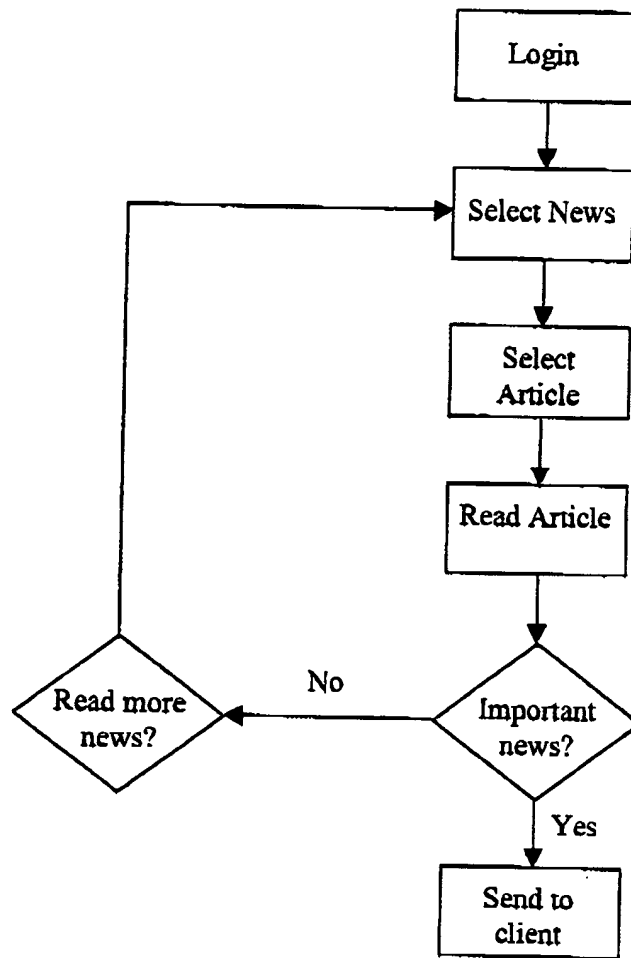 Login
Select News
Select
Article
Read Article
No
Read more
news?
Important
news?
Yes
Send to
client